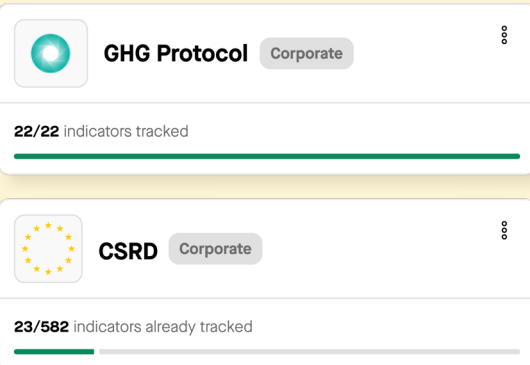 GHG Protocol Corporate
22/22 indicators tracked
CSRD Corporate
23/582 indicators already tracked